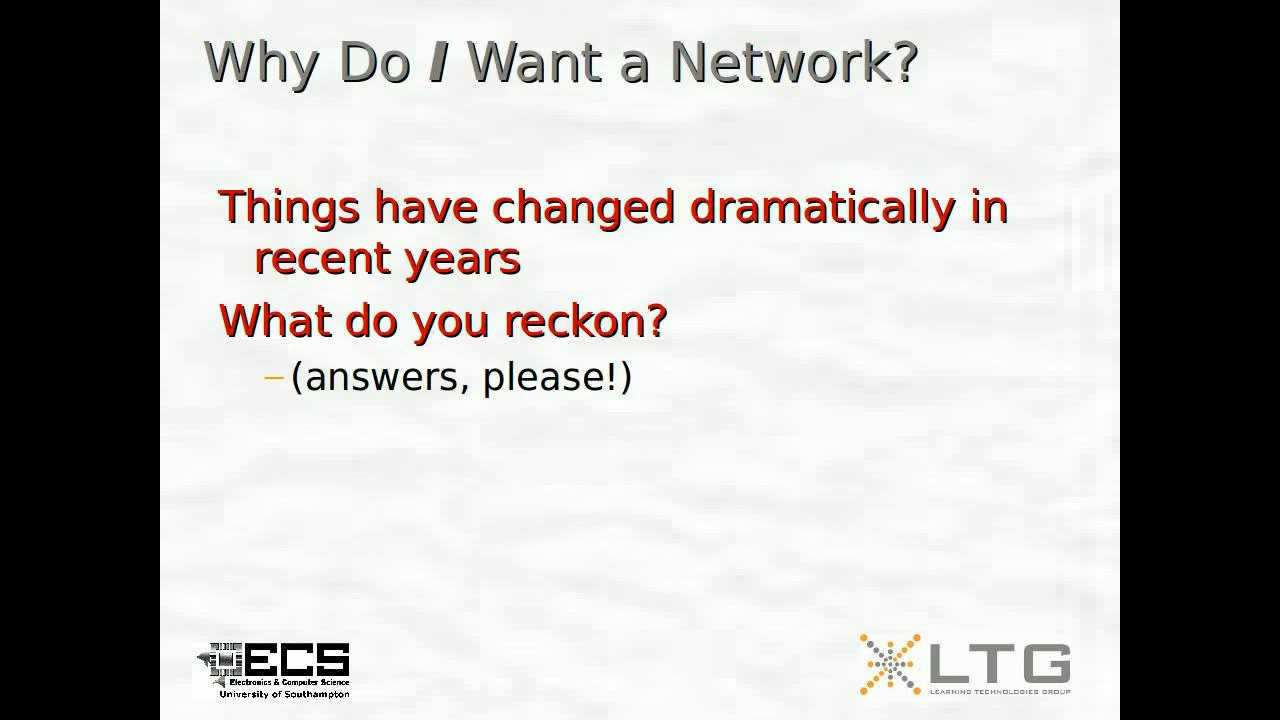 Why Do I Want a Network?
Things have changed dramatically in
recent years
What do you reckon?
– (answers, please!)
ECS
Electronics & Computer Science
University of Southampton
LTG
LEARNING TECHNOLOGIES GROUP